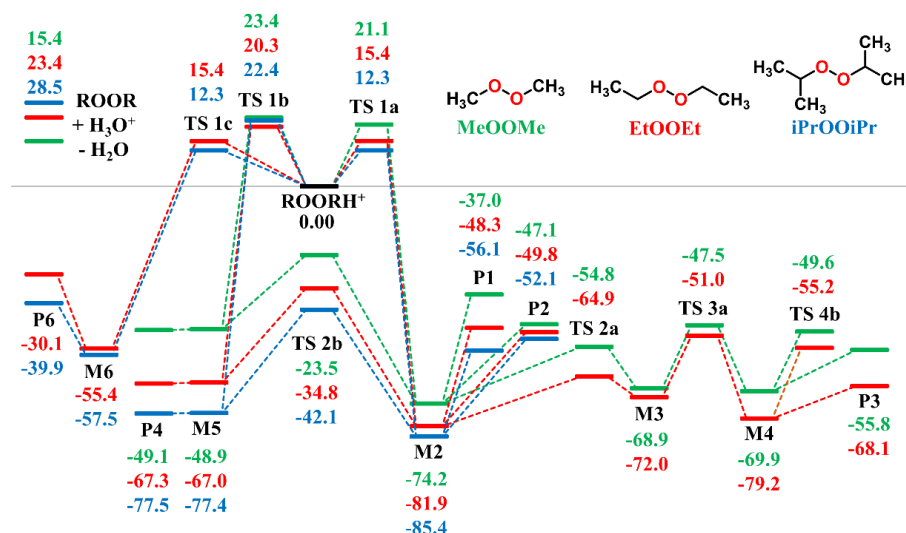 15.4
23.4
28.5
ROOR
+ H₃O⁺
- H₂O
15.4
12.3
TS 1c
23.4
20.3
22.4
TS 1b
21.1
15.4
12.3
TS 1a
H₃C O O CH₃
MeOOMe
O O CH₃
H₃C
EtOOEt
CH₃
H₃C O O CH₃
CH₃
iPrOOiPr
ROORH⁺
0.00
P6
-30.1
-39.9
M6
-55.4
-57.5
P4
-49.1
-67.3
-77.5
M5
-48.9
-67.0
-77.4
TS 2b
-23.5
-34.8
-42.1
M2
-74.2
-81.9
-85.4
-37.0
-48.3
-56.1
P1
-47.1
-49.8
-52.1
P2
-54.8
-64.9
TS 2a
M3
-68.9
-72.0
-47.5
-51.0
TS 3a
M4
-69.9
-79.2
-49.6
-55.2
TS 4b
P3
-55.8
-68.1